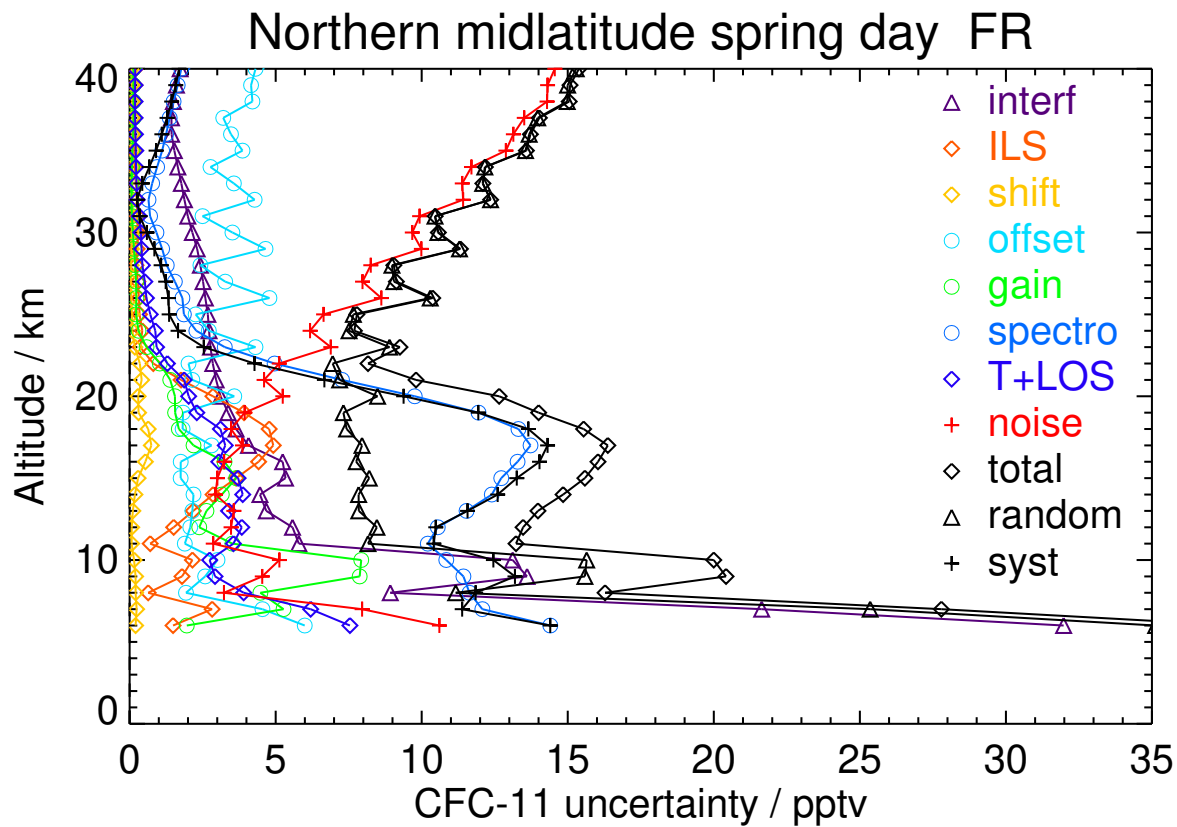 Northern midlatitude spring day FR
Altitude / km
40
30
20
10
0
interf
ILS
shift
offset
gain
spectro
T+LOS
noise
total
random
syst
0 5 10 15 20 25 30 35
CFC-11 uncertainty / pptv